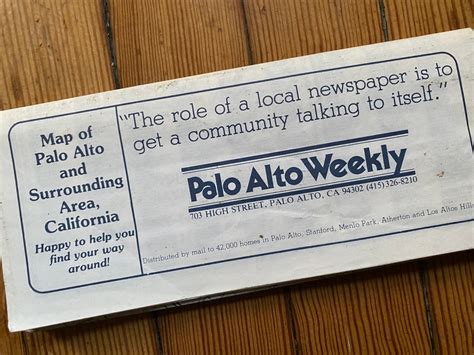 Map of
Palo Alto
and
Surrounding
Area,
California
Happy to help you
find your way
around!
“The role of a local newspaper is to
get a community talking to itself.”
Palo Alto Weekly
703 HIGH STREET, PALO ALTO, CA 94302 (415) 326-8210
Distributed by mail to 42,000 homes in Palo Alto, Stanford, Menlo Park, Atherton and Los Altos Hills